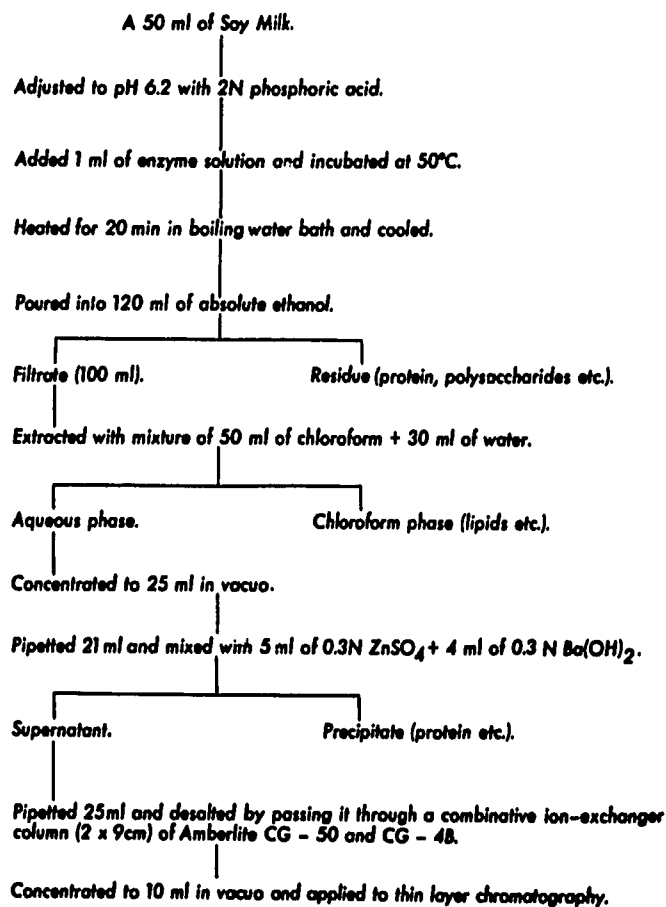 A 50 ml of Soy Milk.
Adjusted to pH 6.2 with 2N phosphoric acid.
Added 1 ml of enzyme solution and incubated at 50°C.
Heated for 20 min in boiling water bath and cooled.
Poured into 120 ml of absolute ethanol.
Filtrate (100 ml). Residue (protein, polysaccharides etc.).
Extracted with mixture of 50 ml of chloroform + 30 ml of water.
Aqueous phase. Chloroform phase (lipids etc.).
Concentrated to 25 ml in vacuo.
Pipetted 21 ml and mixed with 5 ml of 0.3N ZnSO4 + 4 ml of 0.3 N Ba(OH)2.
Supernatant. Precipitate (protein etc.).
Pipetted 25ml and desalted by passing it through a combinative ion-exchanger
column (2 x 9cm) of Amberlite CG - 50 and CG - 4B.
Concentrated to 10 ml in vacuo and applied to thin layer chromatography.